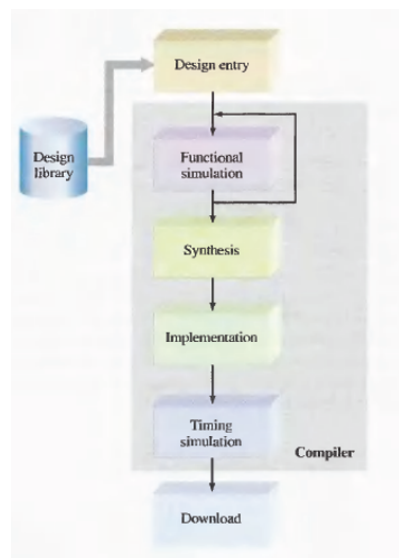 Design entry
Design
library
Functional
simulation
Synthesis
Implementation
Timing
simulation
Compiler
Download